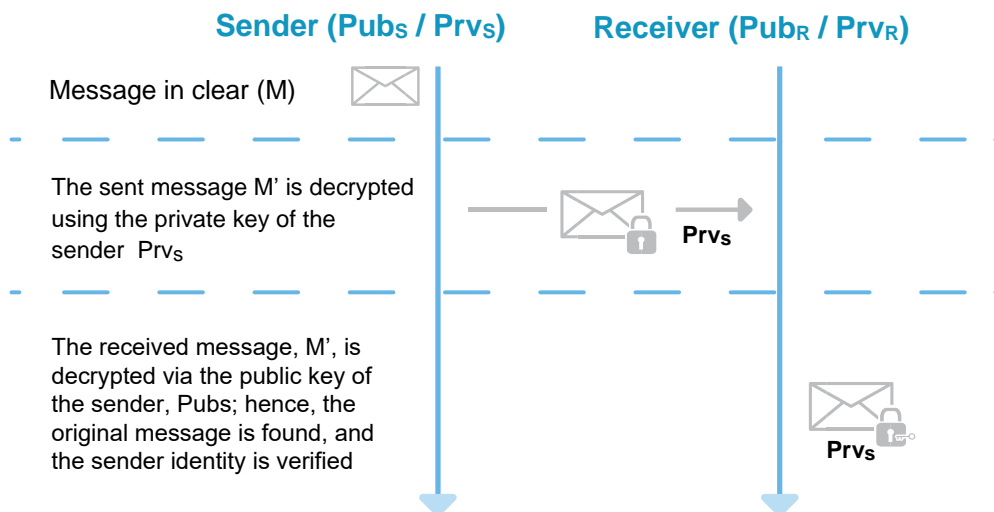 Sender (PubS / PrvS)
Receiver (PubR / PrvR)
Message in clear (M)
The sent message M’ is decrypted
using the private key of the
sender PrvS
PrvS
The received message, M’, is
decrypted via the public key of
the sender, Pubs; hence, the
original message is found, and
the sender identity is verified
PrvS